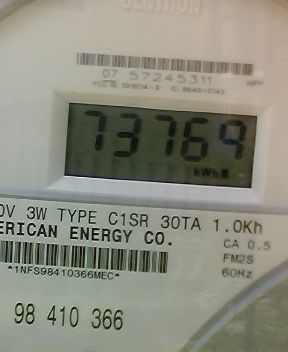 CENTRON
07 57245311
73769
kWh
0V 3W TYPE C1SR 30TA 1.0Kh
ERICAN ENERGY CO.
CA 0.5
FM2S
*1NFS98410366MEC*
60Hz
98 410 366